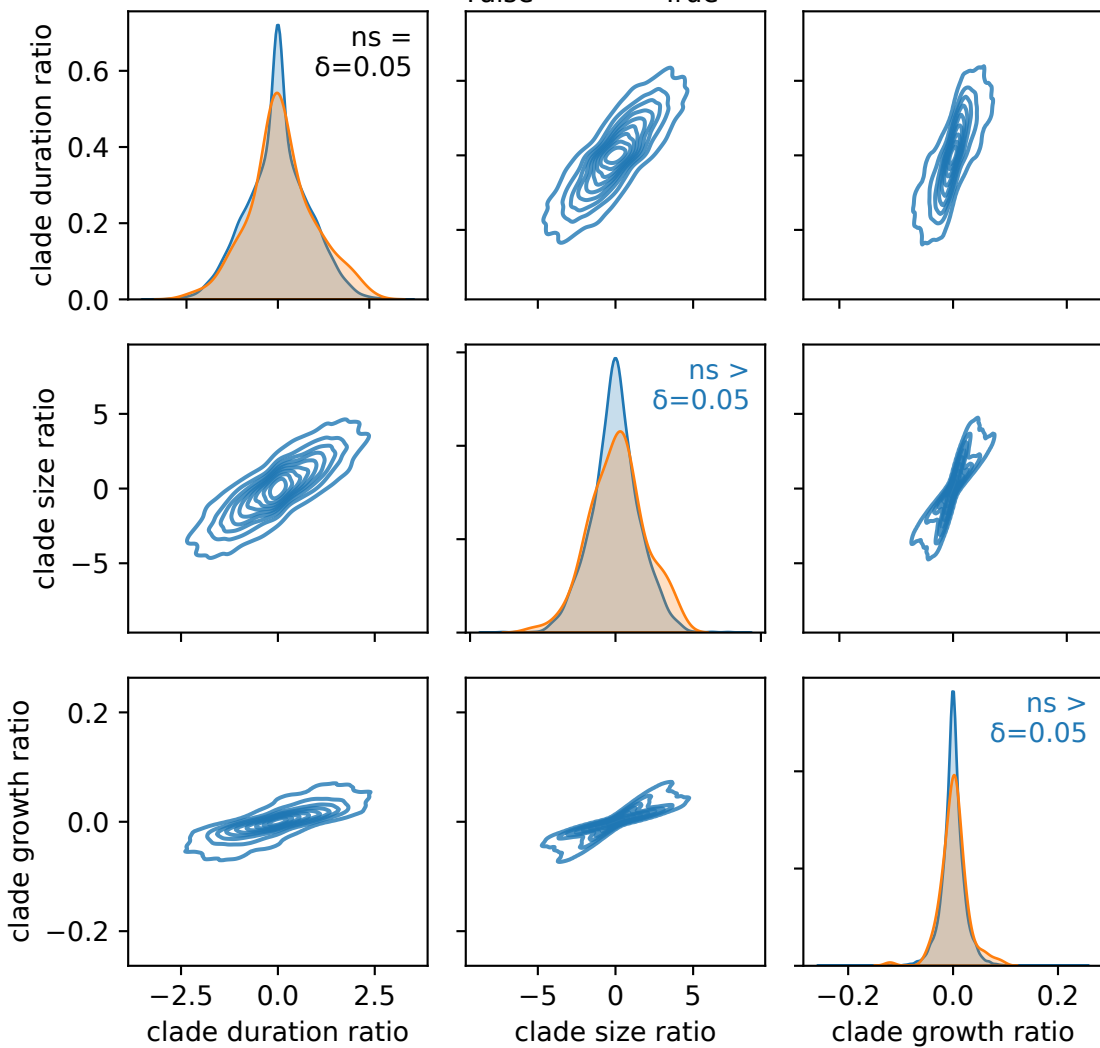 clade duration ratio
0.6
0.4
0.2
0.0
ns =
δ=0.05
clade size ratio
5
0
−5
ns >
δ=0.05
clade growth ratio
0.2
0.0
−0.2
ns >
δ=0.05
−2.5 0.0 2.5
−5 0 5
−0.2 0.0 0.2
clade duration ratio
clade size ratio
clade growth ratio